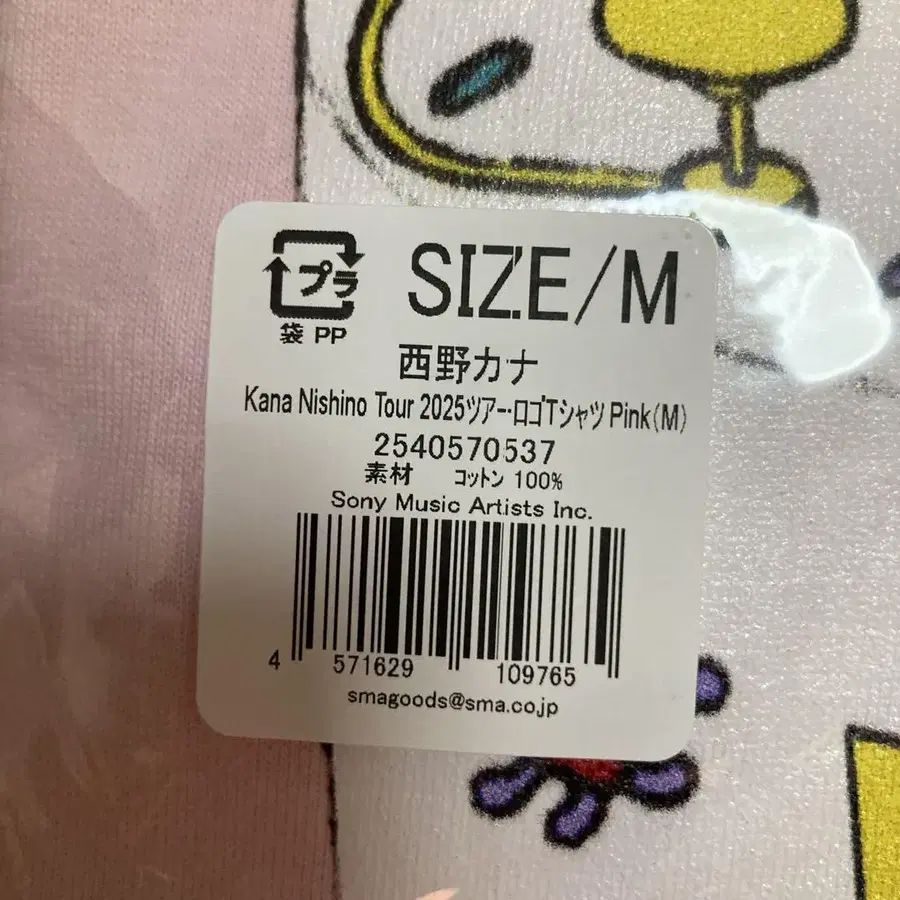 プラ
袋 PP
SIZE/M
西野カナ
Kana Nishino Tour 2025ツアーロゴTシャツ Pink(M)
2540570537
素材 コットン 100%
Sony Music Artists Inc.
4 571629 109765
smagoods@sma.co.jp